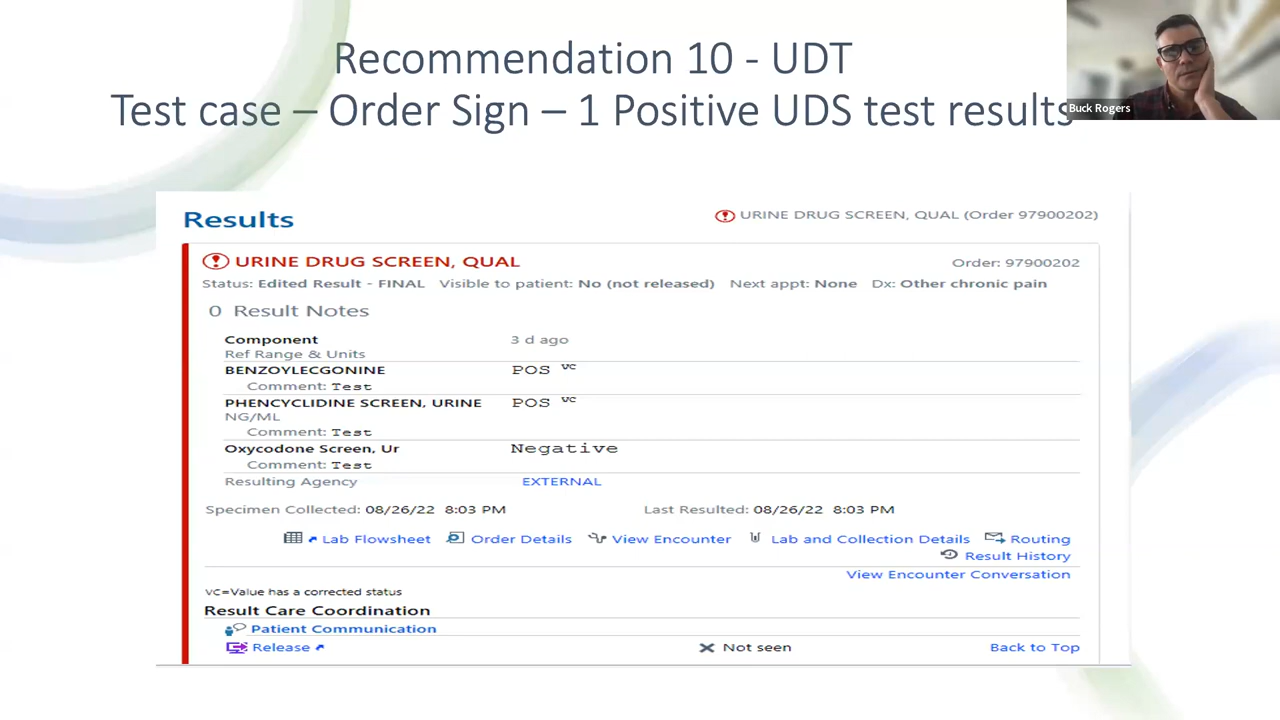 Recommendation 10 - UDT
Test case – Order Sign – 1 Positive UDS test results
Buck Rogers
Results
URINE DRUG SCREEN, QUAL (Order 97900202)
URINE DRUG SCREEN, QUAL
Order: 97900202
Status: Edited Result - FINAL Visible to patient: No (not released) Next appt: None Dx: Other chronic pain
0 Result Notes
Component 3 d ago
Ref Range & Units
BENZOYLECGONINE POS VC
Comment: Test
PHENCYCLIDINE SCREEN, URINE POS VC
NG/ML
Comment: Test
Oxycodone Screen, Ur Negative
Comment: Test
Resulting Agency EXTERNAL
Specimen Collected: 08/26/22 8:03 PM Last Resulted: 08/26/22 8:03 PM
Lab Flowsheet Order Details View Encounter Lab and Collection Details Routing
Result History
View Encounter Conversation
VC=Value has a corrected status
Result Care Coordination
Patient Communication
Release Not seen Back to Top